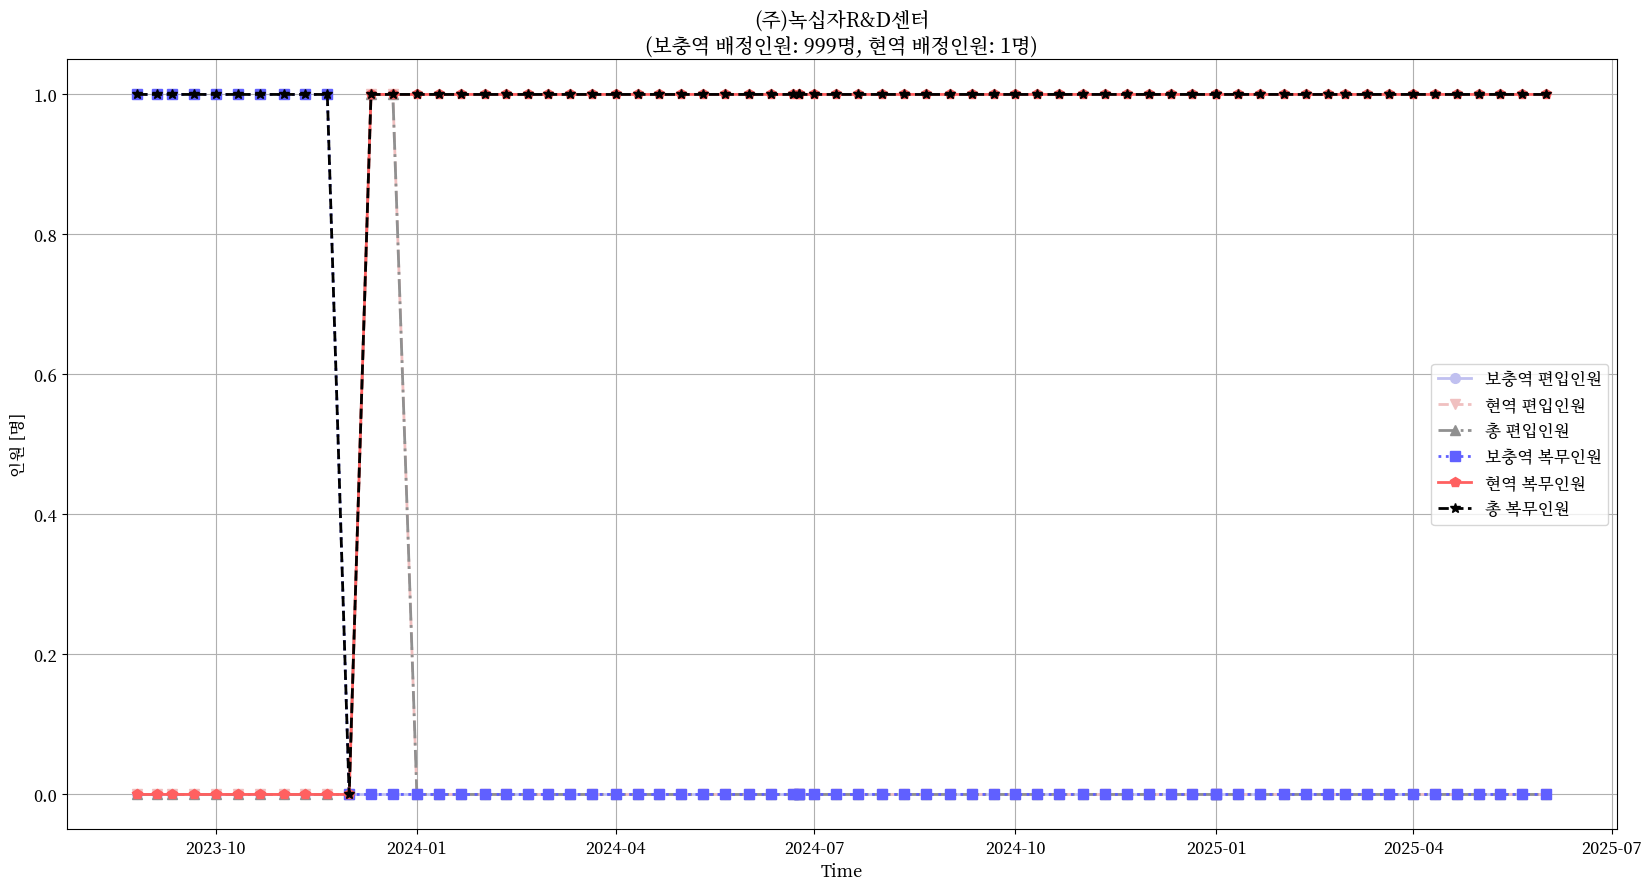 (주)녹십자R&D센터
(보충역 배정인원: 999명, 현역 배정인원: 1명)
1.0
0.8
0.6
0.4
0.2
0.0
인원 [명]
보충역 편입인원
현역 편입인원
총 편입인원
보충역 복무인원
현역 복무인원
총 복무인원
2023-10
2024-01
2024-04
2024-07
2024-10
2025-01
2025-04
2025-07
Time